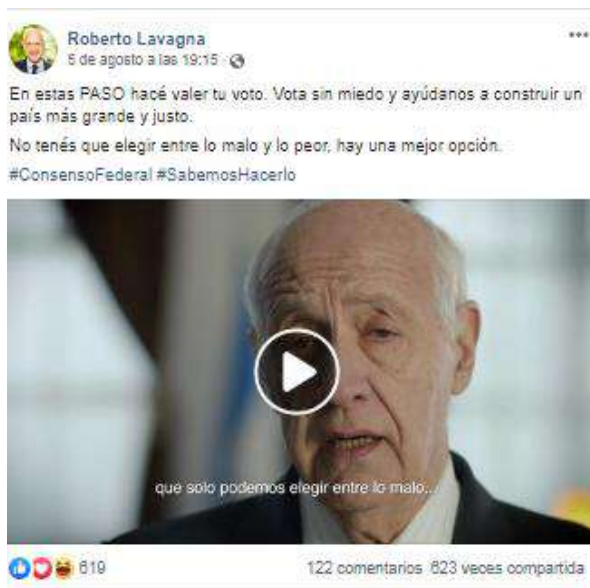 Roberto Lavagna
5 de agosto a las 19:15
En estas PASO hacé valer tu voto. Vota sin miedo y ayúdanos a construir un
país más grande y justo.
No tenés que elegir entre lo malo y lo peor, hay una mejor opción.
#ConsensoFederal #SabemosHacerlo
que solo podemos elegir entre lo malo...
619
122 comentarios 623 veces compartida